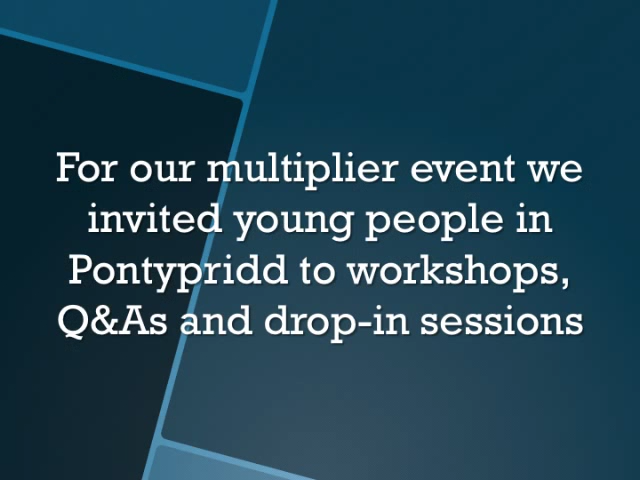 For our multiplier event we
invited young people in
Pontypridd to workshops,
Q&As and drop-in sessions